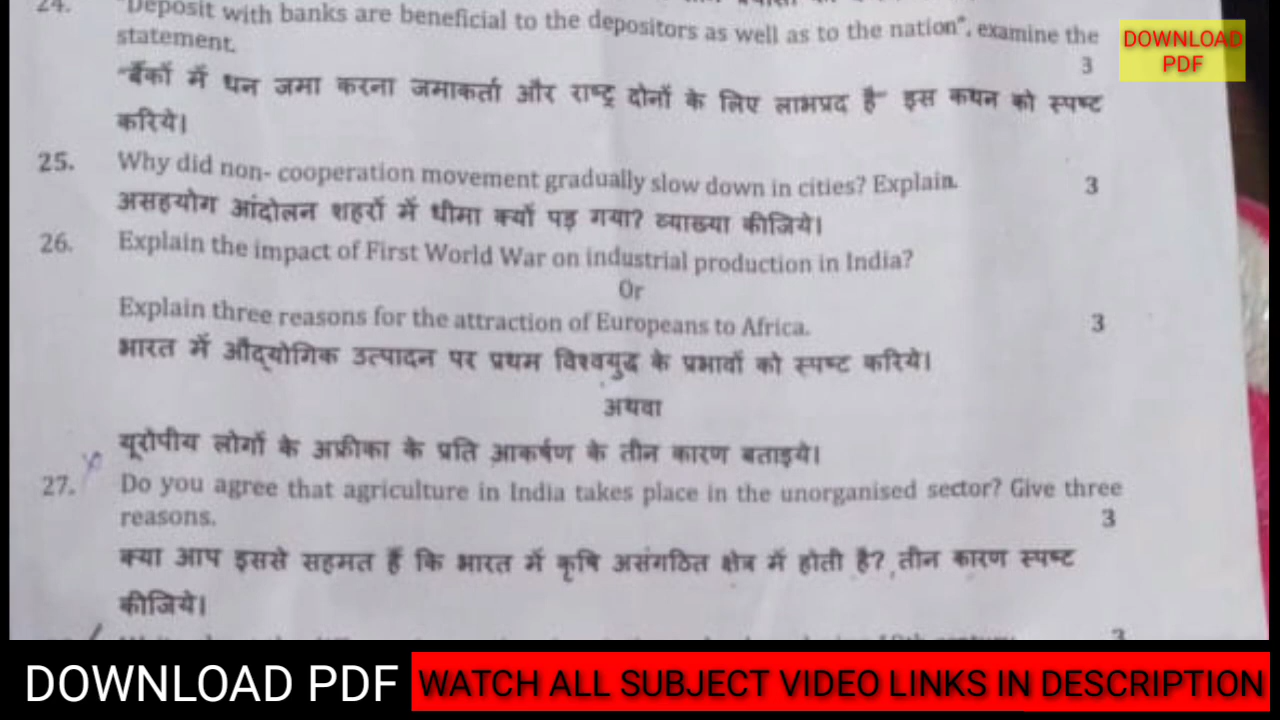 24.
"Deposit with banks are beneficial to the depositors as well as to the nation", examine the
DOWNLOAD
PDF
statement.
3
"बैंकों में धन जमा करना जमाकर्ता और राष्ट्र दोनों के लिए लाभप्रद है" इस कथन को स्पष्ट
करिये।
25. Why did non- cooperation movement gradually slow down in cities? Explain. 3
असहयोग आंदोलन शहरों में धीमा क्यों पड़ गया? व्याख्या कीजिये।
26. Explain the impact of First World War on industrial production in India?
Or
Explain three reasons for the attraction of Europeans to Africa. 3
भारत में औद्योगिक उत्पादन पर प्रथम विश्वयुद्ध के प्रभावों को स्पष्ट करिये।
अथवा
यूरोपीय लोगों के अफ्रीका के प्रति आकर्षण के तीन कारण बताइये।
27. Do you agree that agriculture in India takes place in the unorganised sector? Give three
reasons. 3
क्या आप इससे सहमत हैं कि भारत में कृषि असंगठित क्षेत्र में होती है? तीन कारण स्पष्ट
कीजिये।
DOWNLOAD PDF WATCH ALL SUBJECT VIDEO LINKS IN DESCRIPTION